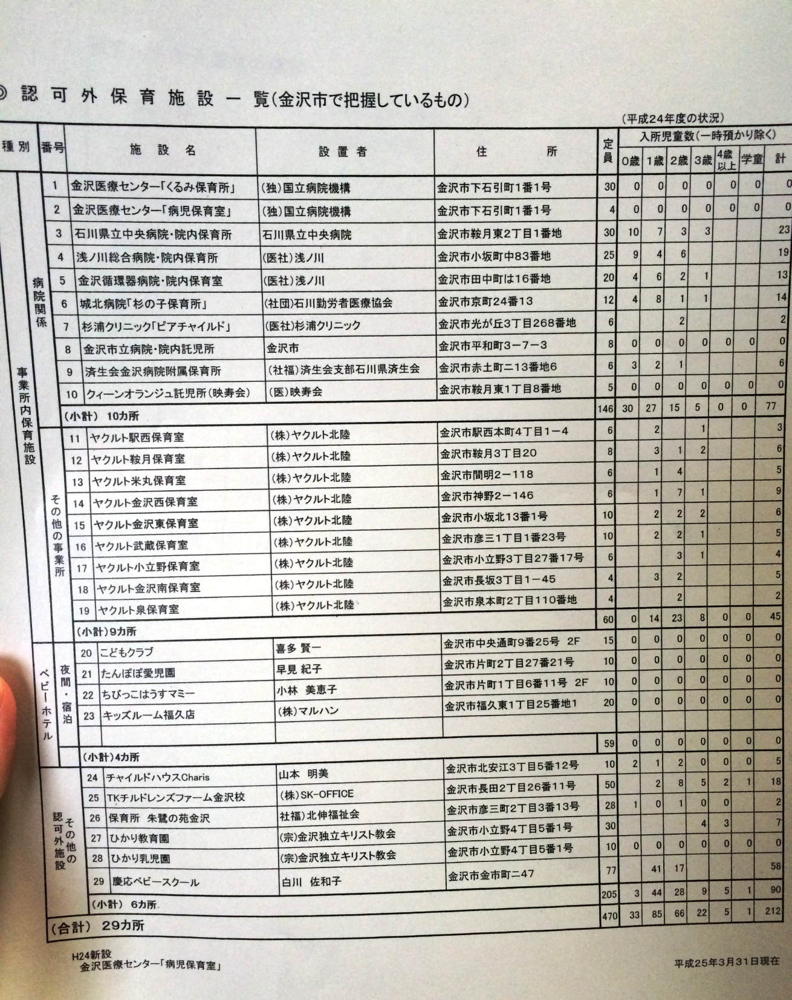 ◎ 認可外保育施設一覧(金沢市で把握しているもの)
(平成24年度の状況)
種別 番号 施設名 設置者 住所 定員 入所児童数(一時預かり除く)
0歳 1歳 2歳 3歳 4歳以上 学童 計
事業所内保育施設
病院関係
1 金沢医療センター「くるみ保育所」 (独)国立病院機構 金沢市下石引町1番1号 30 0 0 0 0 0 0 0
2 金沢医療センター「病児保育室」 (独)国立病院機構 金沢市下石引町1番1号 4 0 0 0 0 0 0 0
3 石川県立中央病院・院内保育所 石川県立中央病院 金沢市鞍月東2丁目1番地 30 10 7 3 3 23
4 浅ノ川総合病院・院内保育所 (医社)浅ノ川 金沢市小坂町中83番地 25 9 4 6 19
5 金沢循環器病院・院内保育室 (医社)浅ノ川 金沢市田中町は16番地 20 4 6 2 1 13
6 城北病院「杉の子保育所」 (社団)石川勤労者医療協会 金沢市京町24番13 12 4 8 1 1 14
7 杉浦クリニック「ピアチャイルド」 (医社)杉浦クリニック 金沢市光が丘3丁目268番地 6 2 2
8 金沢市立病院・院内託児所 金沢市 金沢市平和町3-7-3 8 0 0 0 0 0 0 0
9 済生会金沢病院附属保育所 (社福)済生会支部石川県済生会 金沢市赤土町ニ13番地6 6 3 2 1 6
10 クィーンオランジュ託児所(映寿会) (医)映寿会 金沢市鞍月東1丁目8番地 5 0 0 0 0 0 0 0
(小計) 10カ所 146 30 27 15 5 0 0 77
その他の事業所
11 ヤクルト駅西保育室 (株)ヤクルト北陸 金沢市駅西本町4丁目1-4 6 2 1 3
12 ヤクルト鞍月保育室 (株)ヤクルト北陸 金沢市鞍月3丁目20 8 3 1 2 6
13 ヤクルト米丸保育室 (株)ヤクルト北陸 金沢市間明2-118 6 1 4 5
14 ヤクルト金沢西保育室 (株)ヤクルト北陸 金沢市神野2-146 6 1 7 1 9
15 ヤクルト金沢東保育室 (株)ヤクルト北陸 金沢市小坂北13番1号 10 2 2 2 6
16 ヤクルト武蔵保育室 (株)ヤクルト北陸 金沢市彦三1丁目1番23号 10 2 2 1 5
17 ヤクルト小立野保育室 (株)ヤクルト北陸 金沢市小立野3丁目27番17号 6 3 1 4
18 ヤクルト金沢南保育室 (株)ヤクルト北陸 金沢市長坂3丁目1-45 4 3 2 5
19 ヤクルト泉保育室 (株)ヤクルト北陸 金沢市泉本町2丁目110番地 4 2 2
(小計)9カ所 60 0 14 23 8 0 0 45
ベビーホテル
夜間・宿泊
20 こどもクラブ 喜多 賢一 金沢市中央通町9番25号 2F 15 0 0 0 0 0 0 0
21 たんぽぽ愛児園 早見 紀子 金沢市片町2丁目27番21号 10 0 0 0 0 0 0 0
22 ちびっこはうすマミー 小林 美恵子 金沢市片町1丁目6番11号 2F 10 0 0 0 0 0 0 0
23 キッズルーム福久店 (株)マルハン 金沢市福久東1丁目25番地1 20 0 0 0 0 0 0 0
(小計)4カ所 59 0 0 0 0 0 0 0
その他の認可外施設
24 チャイルドハウスCharis 山本 明美 金沢市北安江3丁目5番12号 10 2 1 2 0 0 0 5
25 TKチルドレンズファーム金沢校 (株)SK-OFFICE 金沢市長田2丁目26番11号 50 2 8 5 2 1 18
26 保育所 朱鷺の苑金沢 社福)北伸福祉会 金沢市彦三町2丁目3番13号 28 1 0 1 0 0 2
27 ひかり教育園 (宗)金沢独立キリスト教会 金沢市小立野4丁目5番1号 30 4 3 7
28 ひかり乳児園 (宗)金沢独立キリスト教会 金沢市小立野4丁目5番1号 10 0 0 0 0 0 0 0
29 慶応ベビースクール 白川 佐和子 金沢市金市町ニ47 77 41 17 58
(小計) 6カ所. 205 3 44 28 9 5 1 90
(合計) 29カ所 470 33 85 66 22 5 1 212
H24新設
金沢医療センター「病児保育室」
平成25年3月31日現在